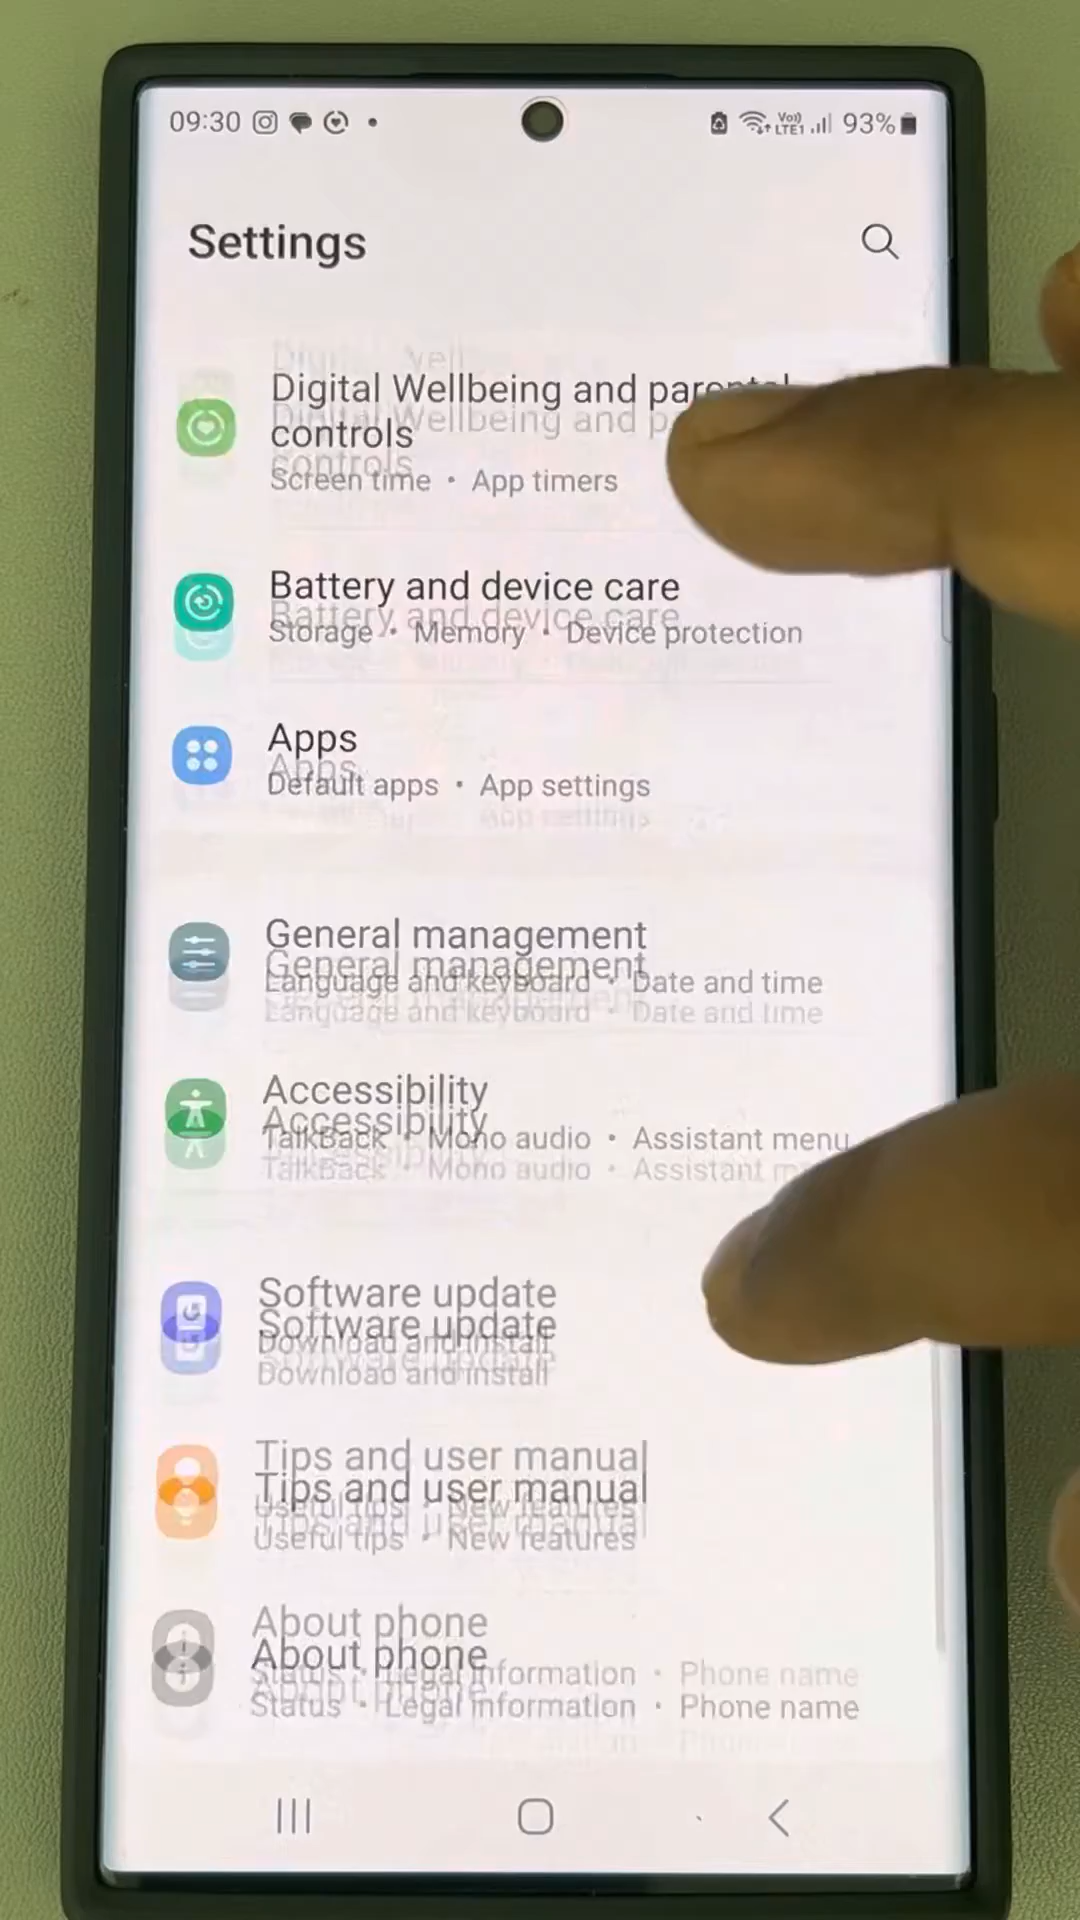 09:30
Vo))
LTE1
93%
Settings
Digital Wellbeing and parental
controls
Screen time • App timers
Battery and device care
Storage • Memory • Device protection
Apps
Default apps • App settings
General management
Language and keyboard • Date and time
Accessibility
TalkBack • Mono audio • Assistant menu
Software update
Download and install
Tips and user manual
Useful tips • New features
About phone
Status • Legal information • Phone name